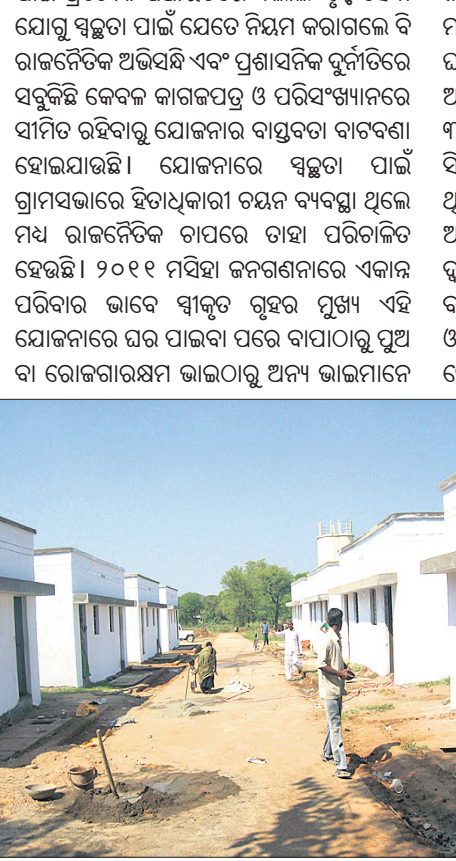 ଯୋଗୁ ସ୍ୱଚ୍ଛତା ପାଇଁ ଯେତେ ନିୟମ କରାଗଲେ ବି
ରାଜନୈତିକ ଅଭିସନ୍ଧି ଏବଂ ପ୍ରଶାସନିକ ଦୁର୍ନୀତିରେ
ସବୁକିଛି କେବଳ କାଗଜପତ୍ର ଓ ପରିସଂଖ୍ୟାନରେ
ସୀମିତ ରହିବାରୁ ଯୋଜନାର ବାସ୍ତବତା ବାଟବଣା
ହୋଇଯାଉଛି। ଯୋଜନାରେ ସ୍ୱଚ୍ଛତା ପାଇଁ
ଗ୍ରାମସଭାରେ ହିତାଧିକାରୀ ଚୟନ ବ୍ୟବସ୍ଥା ଥିଲେ
ମଧ୍ୟ ରାଜନୈତିକ ଚାପରେ ତାହା ପରିଚାଳିତ
ହେଉଛି। ୨୦୧୧ ମସିହା ଜନଗଣନାରେ ଏକାନ୍ନ
ପରିବାର ଭାବେ ସ୍ୱୀକୃତ ଗୃହର ମୁଖ୍ୟ ଏହି
ଯୋଜନାରେ ଘର ପାଇବା ପରେ ବାପାଠାରୁ ପୁଅ
ବା ରୋଜଗାରକ୍ଷମ ଭାଇଠାରୁ ଅନ୍ୟ ଭାଇମାନେ